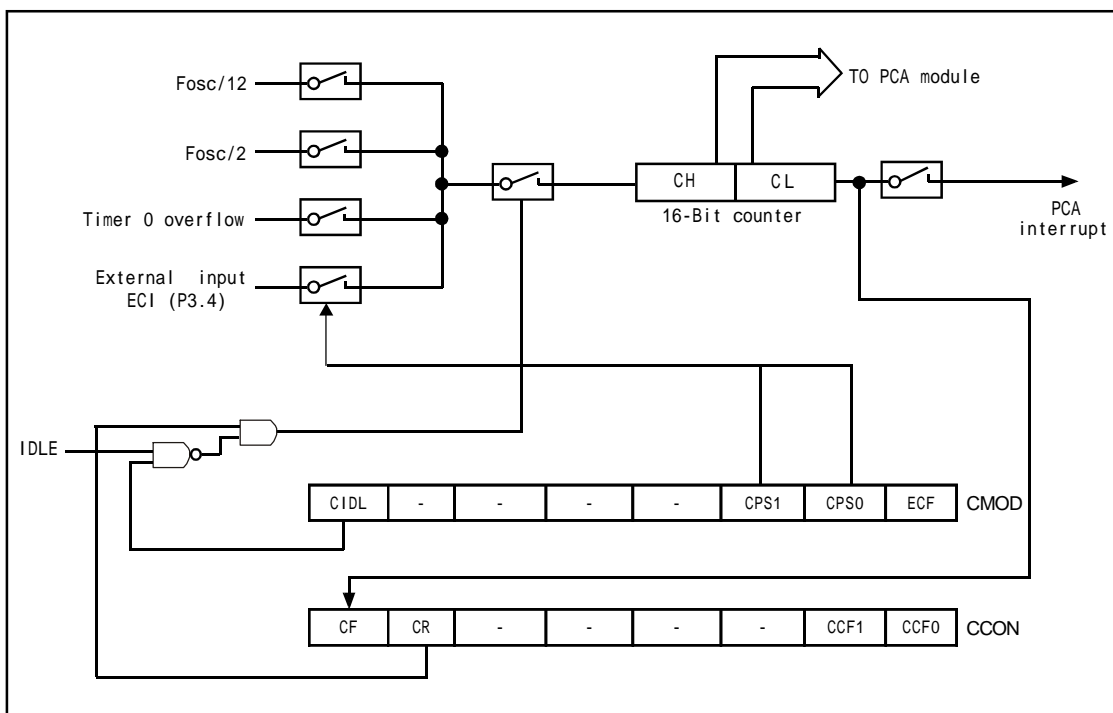 Fosc/12
TO PCA module
Fosc/2
CH
CL
Timer 0 overflow
16-Bit counter
PCA
interrupt
External input
ECI (P3.4)
IDLE
CIDL - - - - CPS1 CPS0 ECF CMOD
CF CR - - - - CCF1 CCF0 CCON